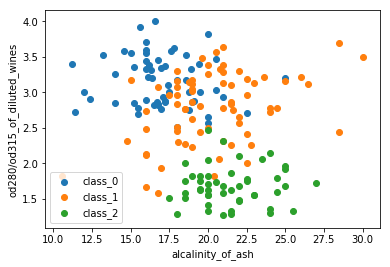 4.0
3.5
3.0
2.5
2.0
1.5
od280/od315_of_diluted_wines
class_0
class_1
class_2
10.0 12.5 15.0 17.5 20.0 22.5 25.0 27.5 30.0
alcalinity_of_ash